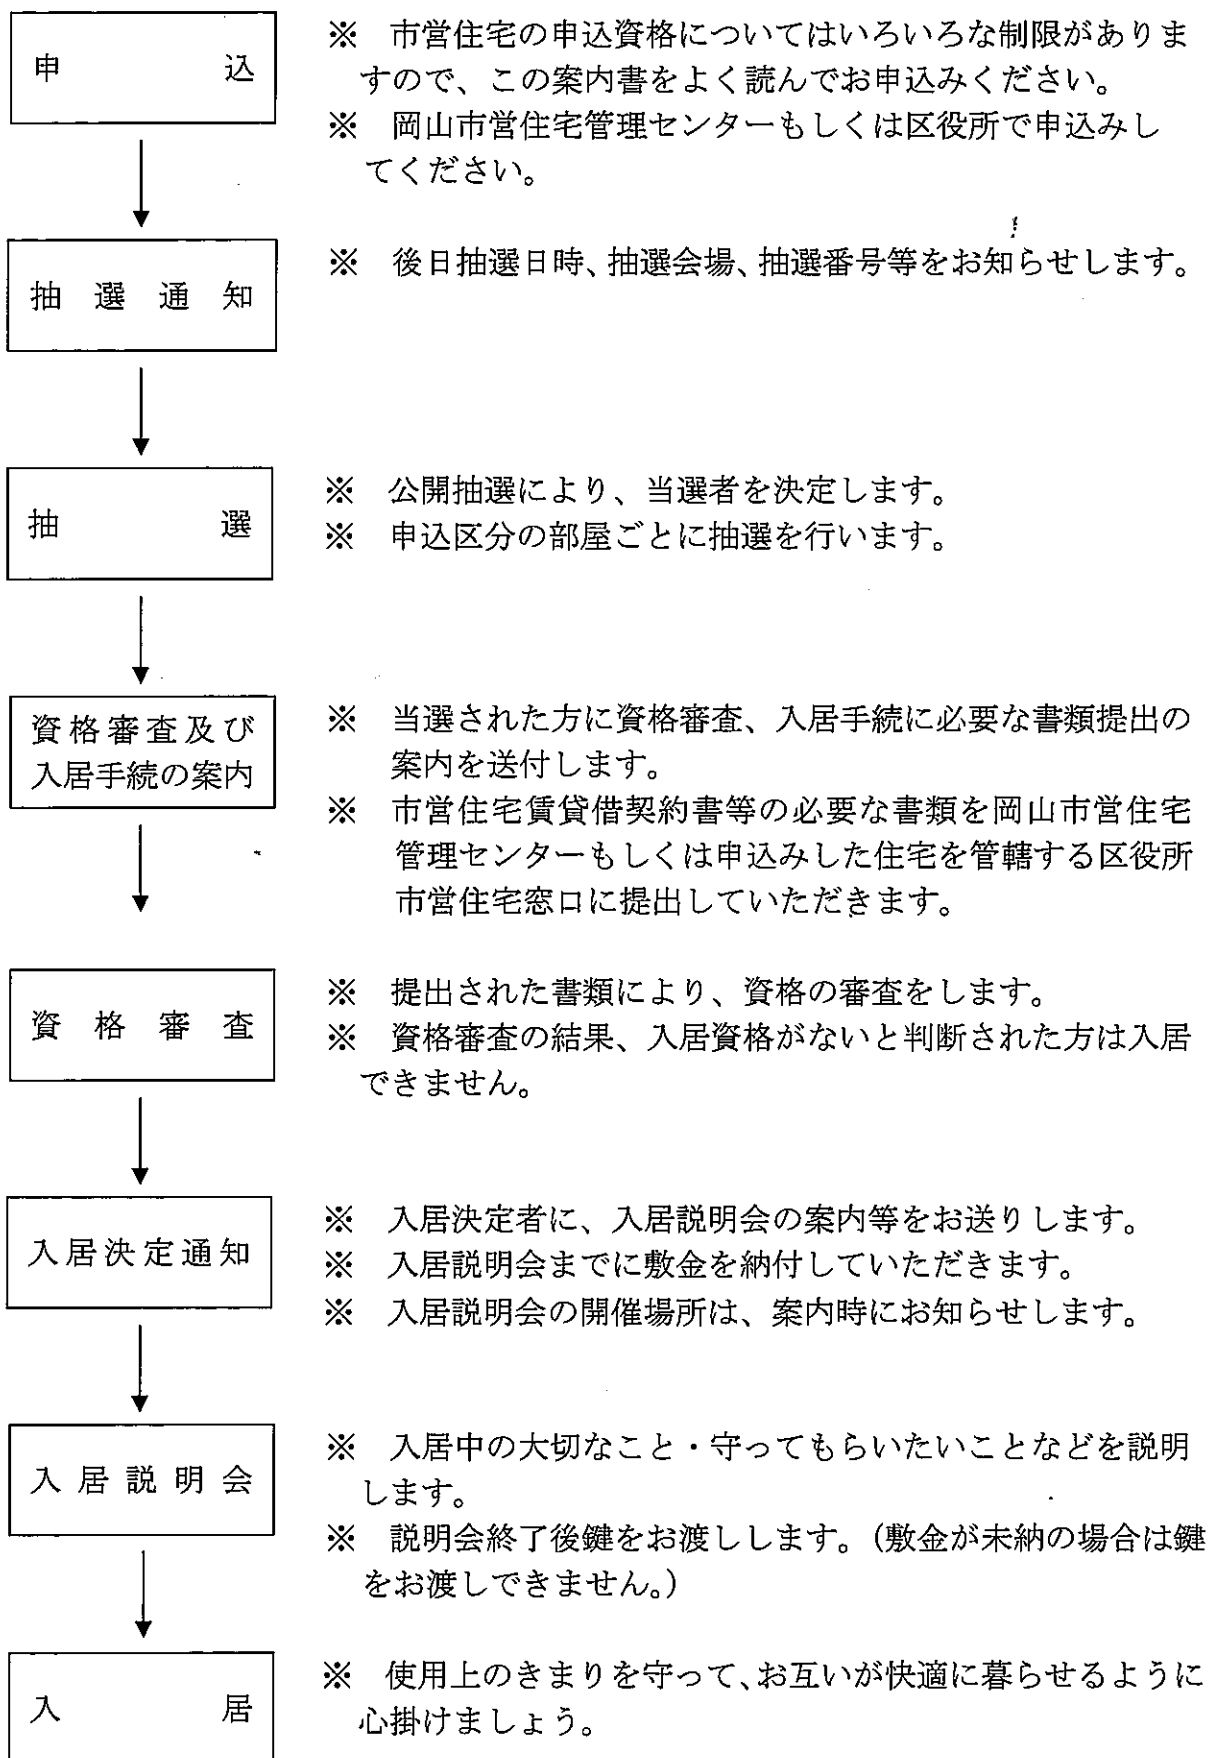 申込
※ 市営住宅の申込資格についてはいろいろな制限がありま
すので、この案内書をよく読んでお申込みください。
※ 岡山市営住宅管理センターもしくは区役所で申込みし
てください。
抽選通知
※ 後日抽選日時、抽選会場、抽選番号等をお知らせします。
抽選
※ 公開抽選により、当選者を決定します。
※ 申込区分の部屋ごとに抽選を行います。
資格審査及び
入居手続の案内
※ 当選された方に資格審査、入居手続に必要な書類提出の
案内を送付します。
※ 市営住宅賃貸借契約書等の必要な書類を岡山市営住宅
管理センターもしくは申込みした住宅を管轄する区役所
市営住宅窓口に提出していただきます。
資格審査
※ 提出された書類により、資格の審査をします。
※ 資格審査の結果、入居資格がないと判断された方は入居
できません。
入居決定通知
※ 入居決定者に、入居説明会の案内等をお送りします。
※ 入居説明会までに敷金を納付していただきます。
※ 入居説明会の開催場所は、案内時にお知らせします。
入居説明会
※ 入居中の大切なこと・守ってもらいたいことなどを説明
します。
※ 説明会終了後鍵をお渡しします。(敷金が未納の場合は鍵
をお渡しできません。)
入居
※ 使用上のきまりを守って、お互いが快適に暮らせるように
心掛けましょう。